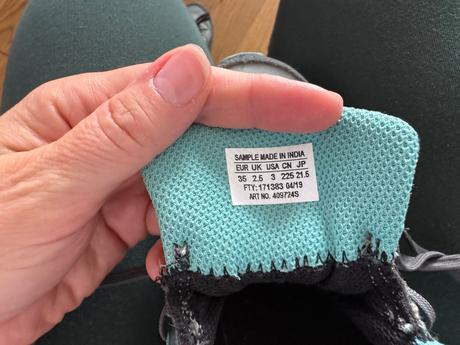 SAMPLE MADE IN INDIA
EUR UK USA CN JP
35 2.5 3 225 21.5
FTY: 171383 04/19
ART NO. 409724S